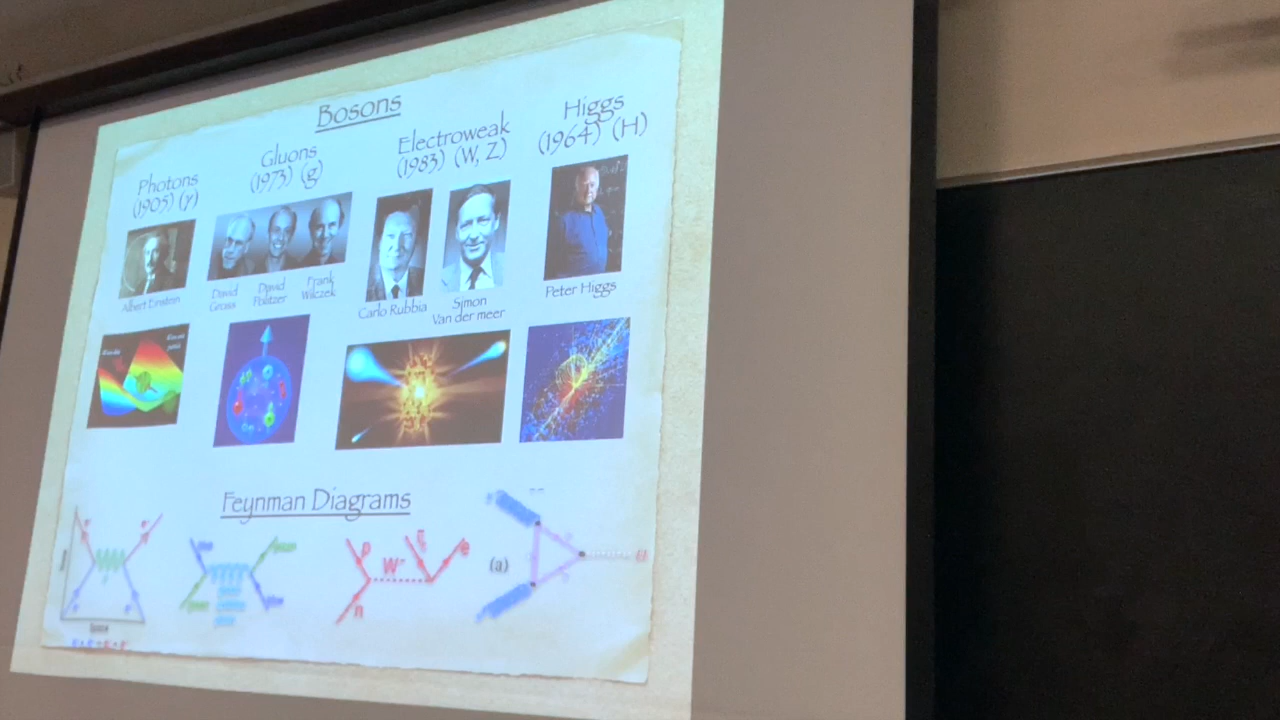 Bosons
Photons
(1905) (γ)
Gluons
(1973) (g)
Electroweak
(1983) (W, Z)
Higgs
(1964) (H)
Albert Einstein
David
Gross
David
Politzer
Frank
Wilczek
Carlo Rubbia
Simon
Van der meer
Peter Higgs
Feynman Diagrams
p
W⁻
e
n
(a)
H